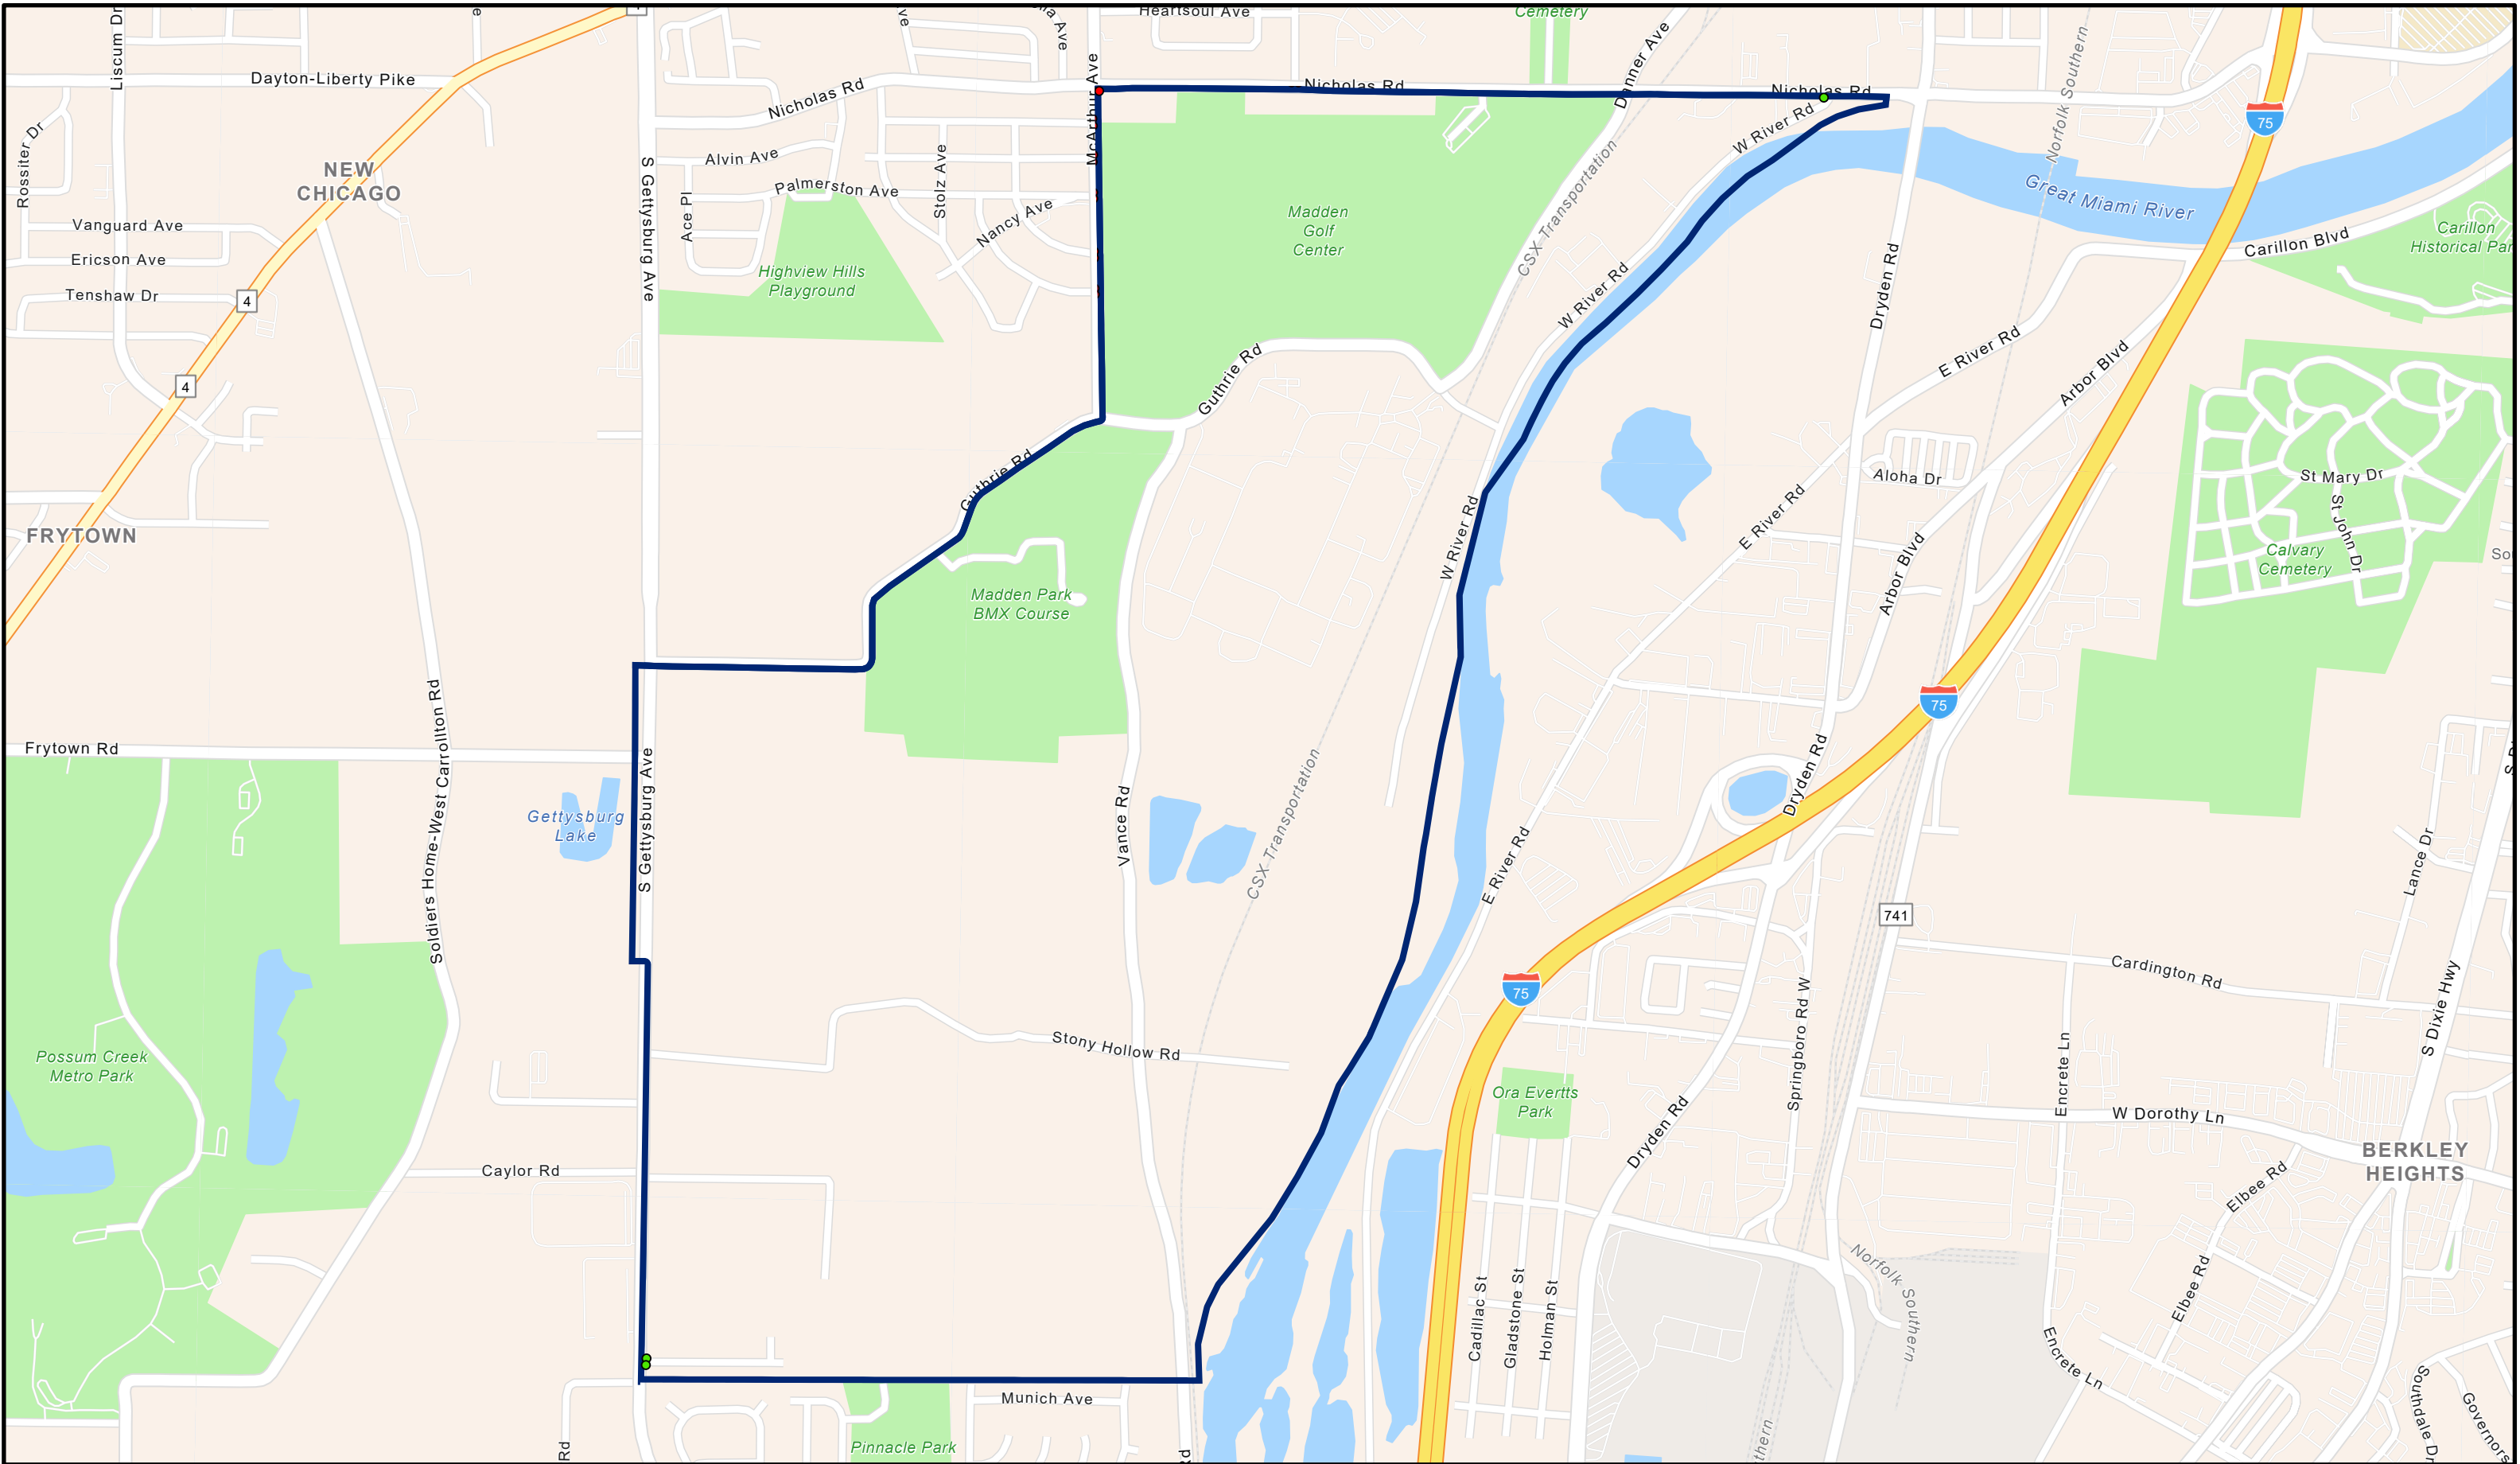 Heartsoul Ave
Cemetery
Liscum Dr
Dayton-Liberty Pike
Nicholas Rd
McArthur Ave
Nicholas Rd
Danner Ave
Nicholas Rd
Norfolk Southern
75
W River Rd
Rossiter Dr
NEW
CHICAGO
S Gettysburg Ave
Alvin Ave
Palmerston Ave
Ace Pl
Stolz Ave
Nancy Ave
Madden
Golf
Center
CSX Transportation
Great Miami River
Carillon Blvd
Carillon
Historical Par
Vanguard Ave
Ericson Ave
Tenshaw Dr
4
Highview Hills
Playground
W River Rd
Dryden Rd
E River Rd
Arbor Blvd
4
Guthrie Rd
Guthrie Rd
Aloha Dr
St Mary Dr
St John Dr
FRYTOWN
W River Rd
E River Rd
Arbor Blvd
Calvary
Cemetery
Madden Park
BMX Course
75
Soldiers Home-West Carrollton Rd
Frytown Rd
S Gettysburg Ave
Gettysburg
Lake
Vance Rd
CSX Transportation
Dryden Rd
E River Rd
Lance Dr
741
75
Cardington Rd
S Dixie Hwy
Springboro Rd W
Encrete Ln
Stony Hollow Rd
Possum Creek
Metro Park
Ora Evertts
Park
Dryden Rd
W Dorothy Ln
BERKLEY
HEIGHTS
Caylor Rd
Elbee Rd
Norfolk Southern
Elbee Rd
Cadillac St
Gladstone St
Holman St
Encrete Ln
Munich Ave
Pinnacle Park
Rd
Southdale Dr
Governors